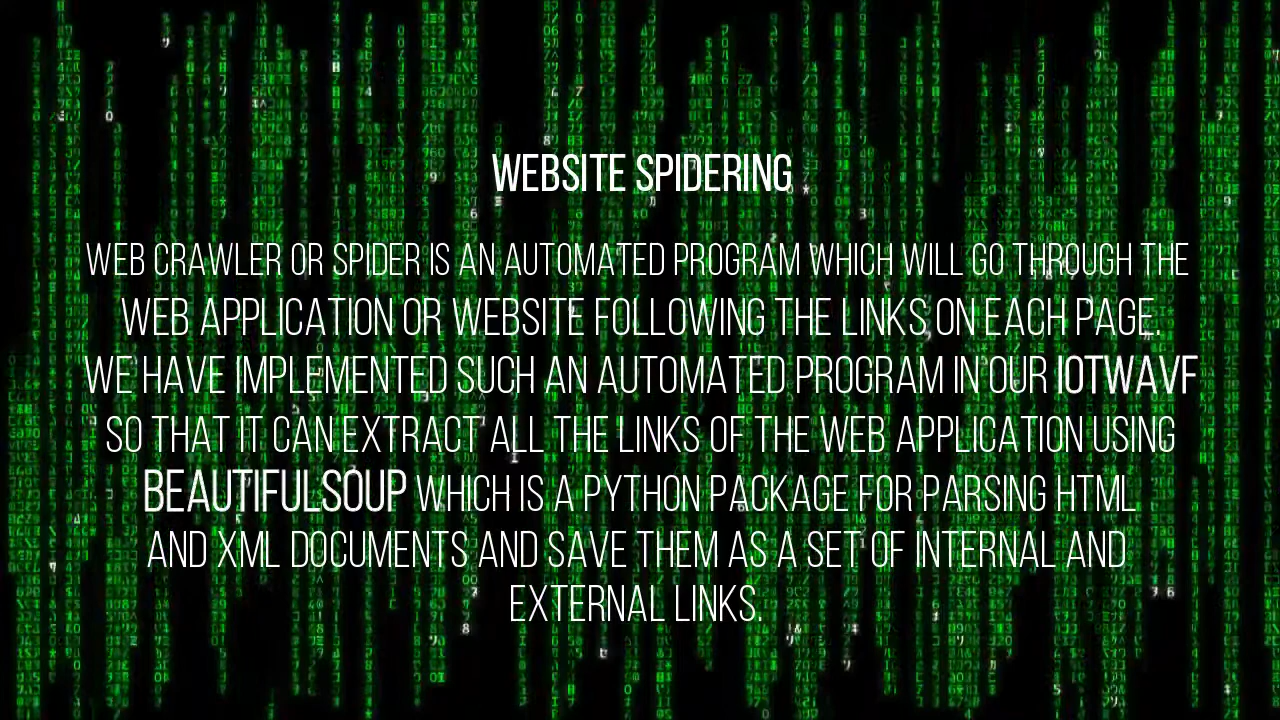 WEBSITE SPIDERING
WEB CRAWLER OR SPIDER IS AN AUTOMATED PROGRAM WHICH WILL GO THROUGH THE
WEB APPLICATION OR WEBSITE FOLLOWING THE LINKS ON EACH PAGE.
WE HAVE IMPLEMENTED SUCH AN AUTOMATED PROGRAM IN OUR IOTWAVF
SO THAT IT CAN EXTRACT ALL THE LINKS OF THE WEB APPLICATION USING
BEAUTIFULSOUP WHICH IS A PYTHON PACKAGE FOR PARSING HTML
AND XML DOCUMENTS AND SAVE THEM AS A SET OF INTERNAL AND
EXTERNAL LINKS.